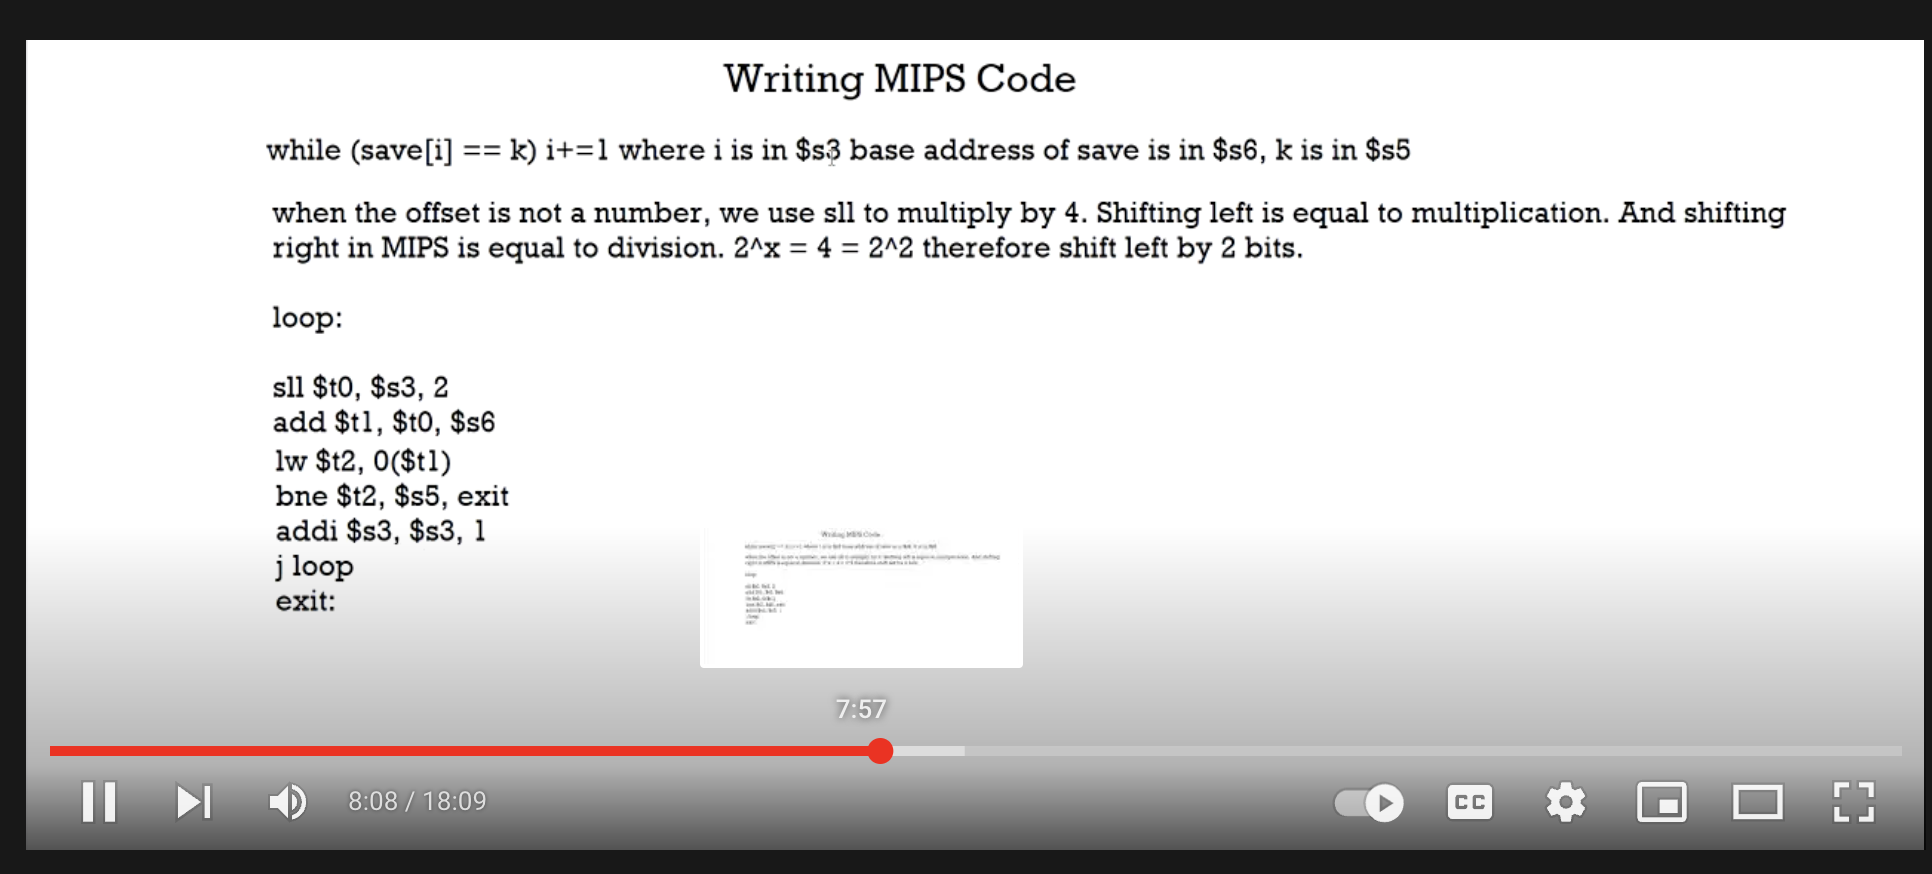 Writing MIPS Code
while (save[i] == k) i+=1 where i is in $s3 base address of save is in $s6, k is in $s5
when the offset is not a number, we use sll to multiply by 4. Shifting left is equal to multiplication. And shifting
right in MIPS is equal to division. 2^x = 4 = 2^2 therefore shift left by 2 bits.
loop:
sll $t0, $s3, 2
add $t1, $t0, $s6
lw $t2, 0($t1)
bne $t2, $s5, exit
addi $s3, $s3, 1
j loop
exit:
Writing MIPS Code
7:57
8:08 / 18:09
CC